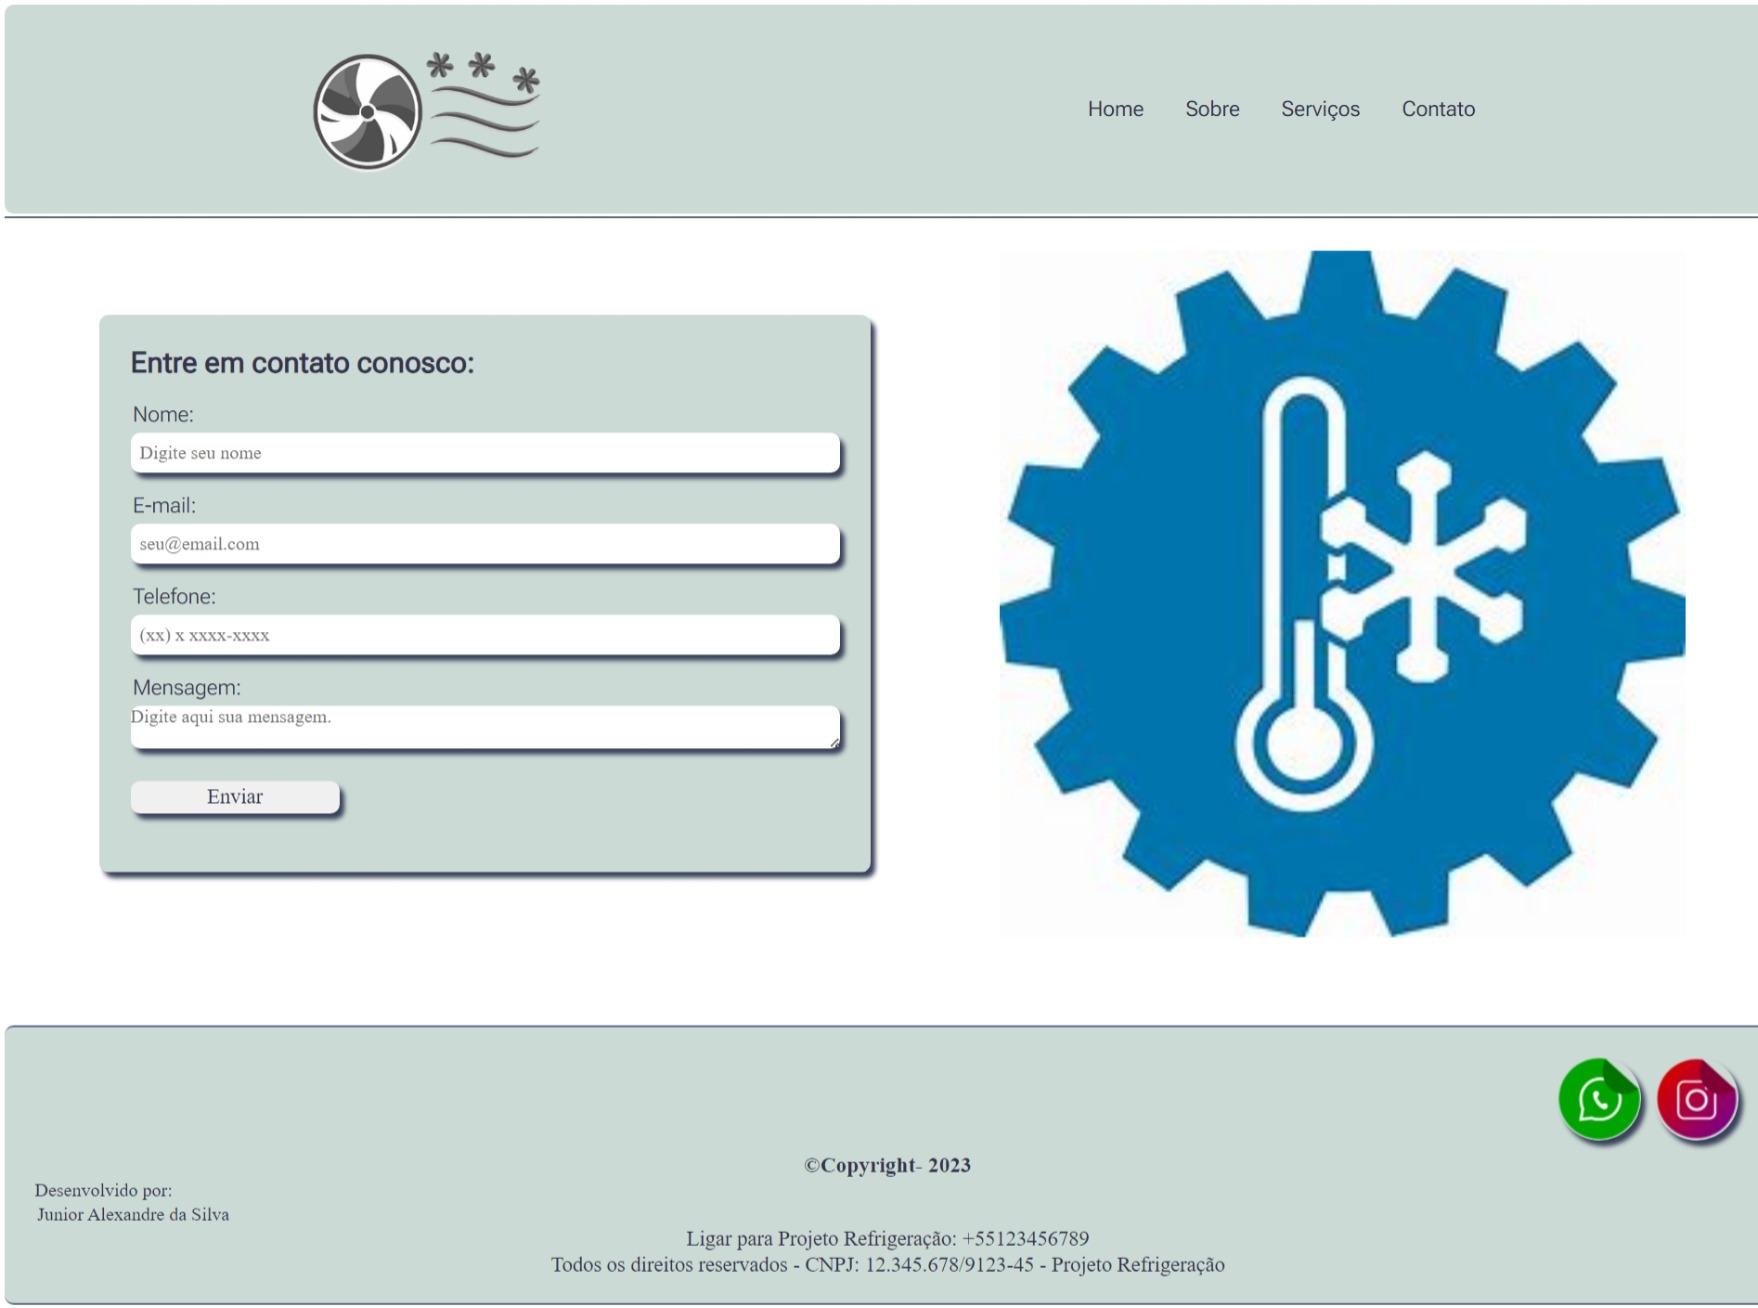 Home Sobre Serviços Contato
Entre em contato conosco:
Nome:
Digite seu nome
E-mail:
seu@email.com
Telefone:
(xx) x xxxx-xxxx
Mensagem:
Digite aqui sua mensagem.
Enviar
©Copyright- 2023
Desenvolvido por:
Junior Alexandre da Silva
Ligar para Projeto Refrigeração: +55123456789
Todos os direitos reservados - CNPJ: 12.345.678/9123-45 - Projeto Refrigeração